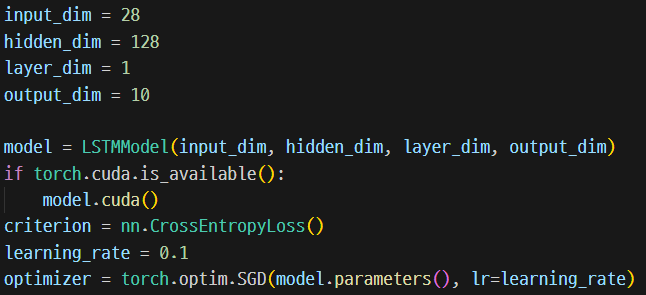 input_dim = 28
hidden_dim = 128
layer_dim = 1
output_dim = 10

model = LSTMModel(input_dim, hidden_dim, layer_dim, output_dim)
if torch.cuda.is_available():
    model.cuda()
criterion = nn.CrossEntropyLoss()
learning_rate = 0.1
optimizer = torch.optim.SGD(model.parameters(), lr=learning_rate)